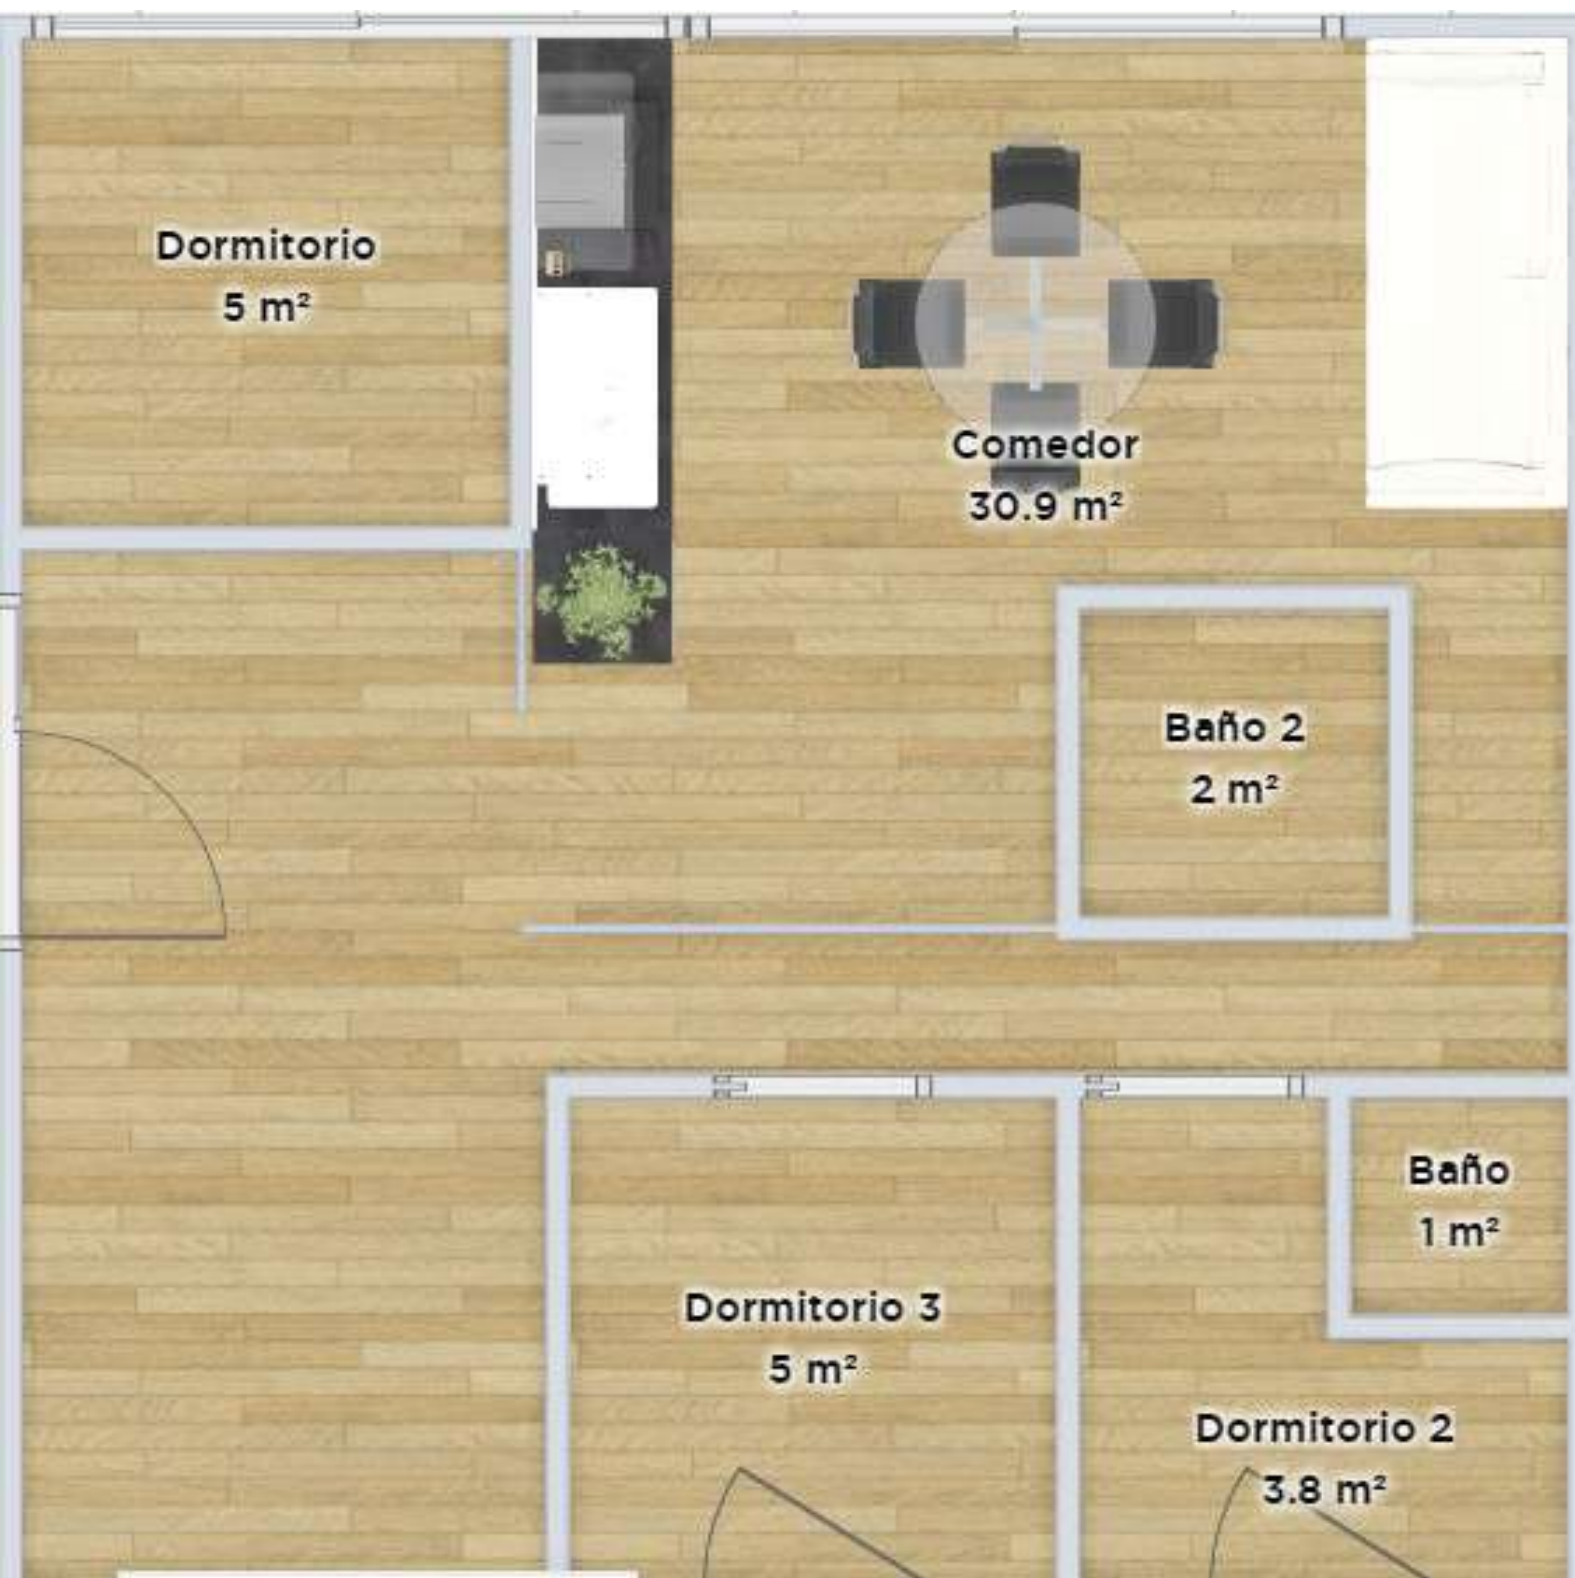 Dormitorio
5 m²
Comedor
30.9 m²
Baño 2
2 m²
Baño
1 m²
Dormitorio 3
5 m²
Dormitorio 2
3.8 m²